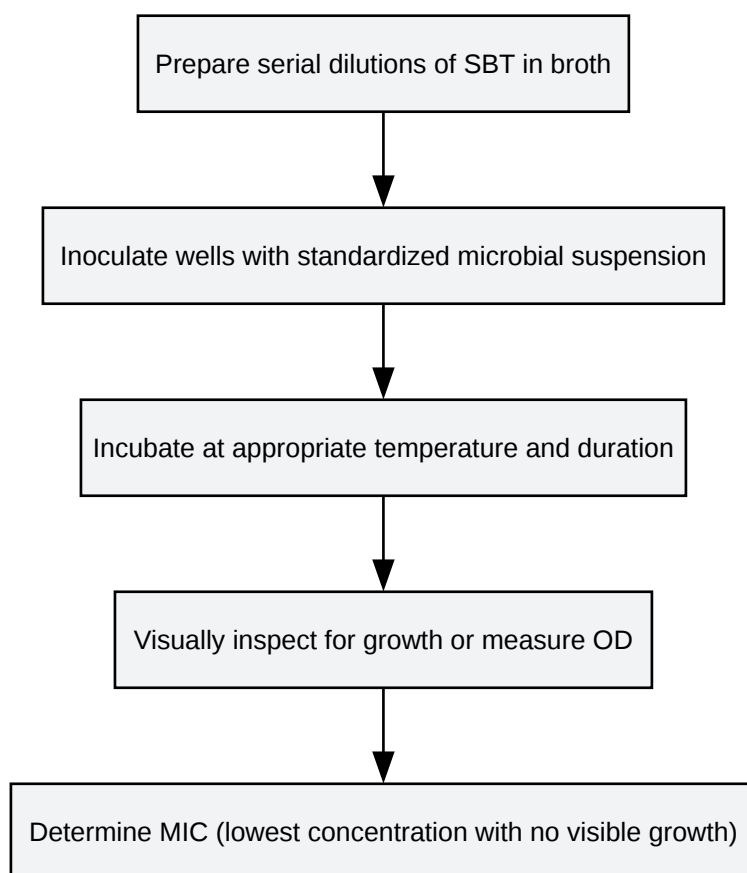 Prepare serial dilutions of SBT in broth
Inoculate wells with standardized microbial suspension
Incubate at appropriate temperature and duration
Visually inspect for growth or measure OD
Determine MIC (lowest concentration with no visible growth)